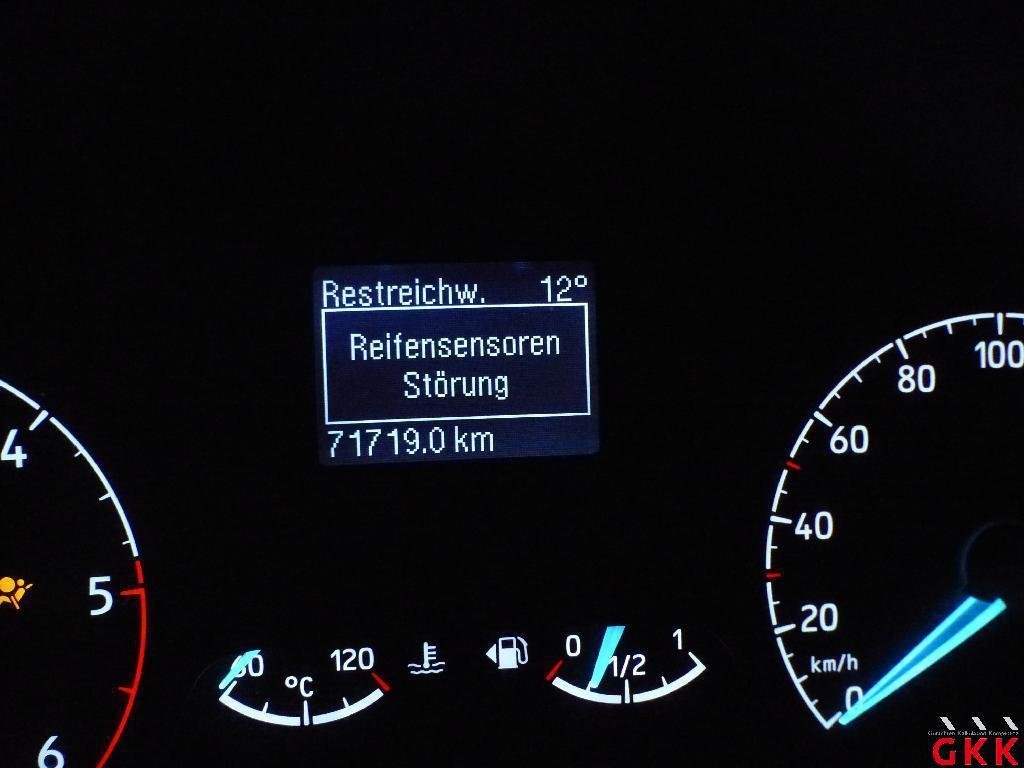 Restreichw. 12°
Reifensensoren
Störung
71719.0 km
4
5
6
60 °C 120
0 1/2 1
100
80
60
40
20
km/h
0
GKK